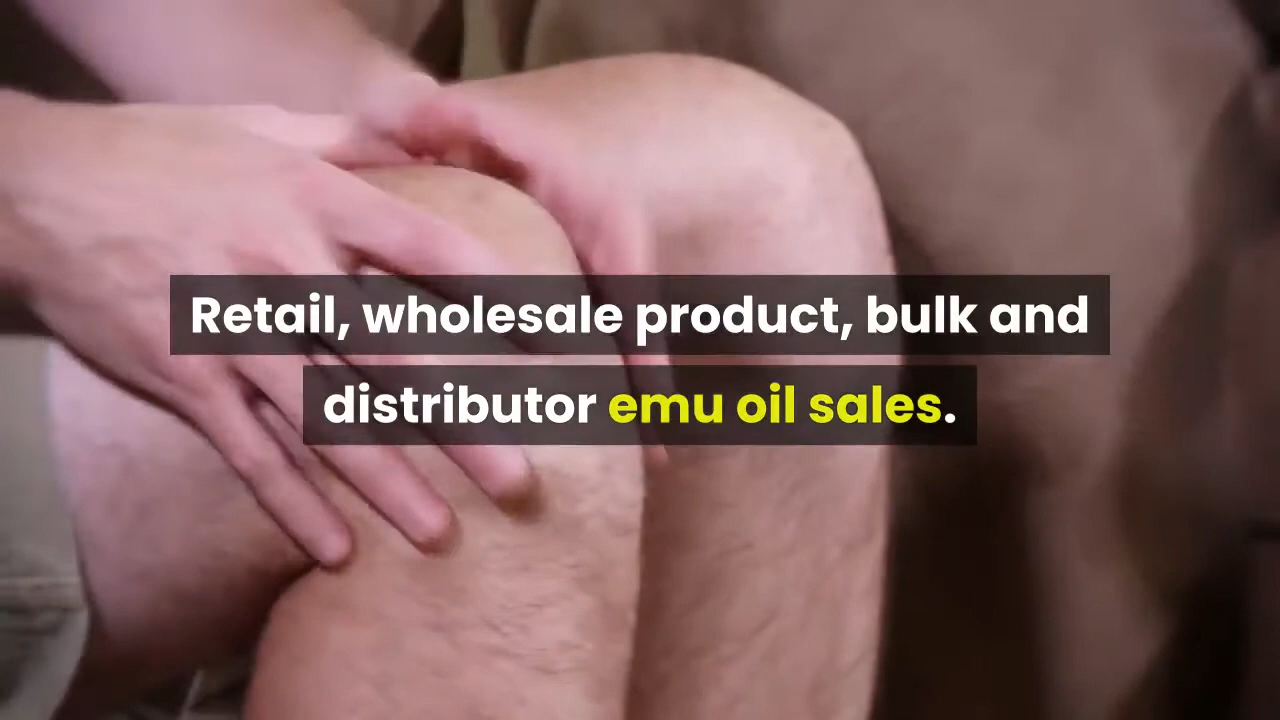 Retail, wholesale product, bulk and
distributor emu oil sales.